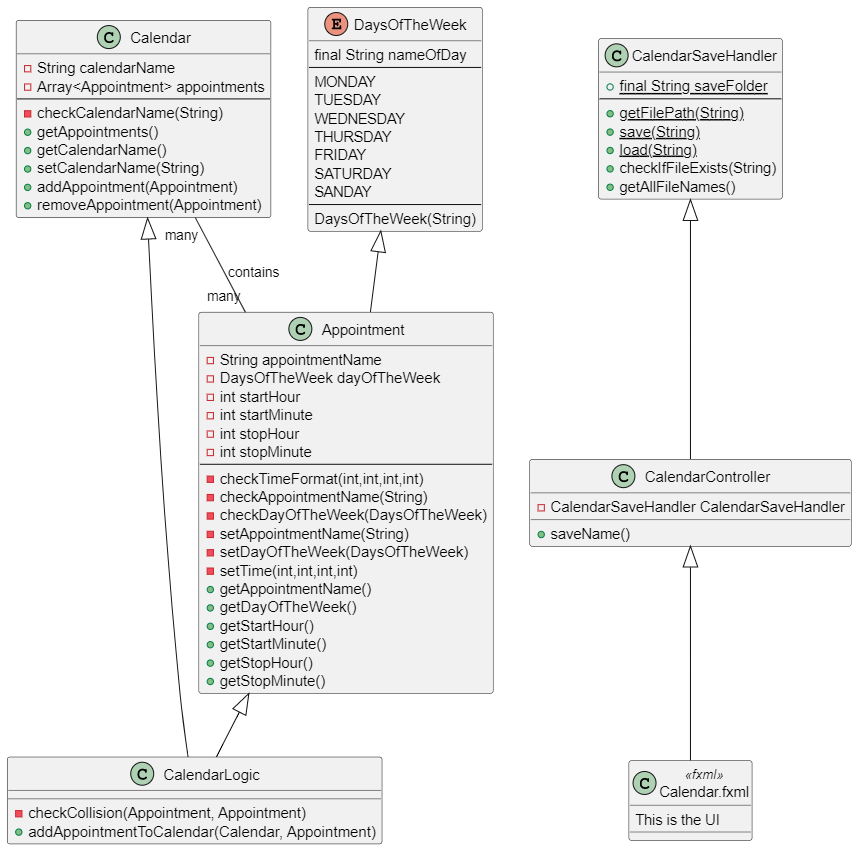 C Calendar
String calendarName
Array<Appointment> appointments
checkCalendarName(String)
getAppointments()
getCalendarName()
setCalendarName(String)
addAppointment(Appointment)
removeAppointment(Appointment)
E DaysOfTheWeek
final String nameOfDay
MONDAY
TUESDAY
WEDNESDAY
THURSDAY
FRIDAY
SATURDAY
SANDAY
DaysOfTheWeek(String)
C CalendarSaveHandler
final String saveFolder
getFilePath(String)
save(String)
load(String)
checkIfFileExists(String)
getAllFileNames()
many
contains
many
C Appointment
String appointmentName
DaysOfTheWeek dayOfTheWeek
int startHour
int startMinute
int stopHour
int stopMinute
checkTimeFormat(int,int,int,int)
checkAppointmentName(String)
checkDayOfTheWeek(DaysOfTheWeek)
setAppointmentName(String)
setDayOfTheWeek(DaysOfTheWeek)
setTime(int,int,int,int)
getAppointmentName()
getDayOfTheWeek()
getStartHour()
getStartMinute()
getStopHour()
getStopMinute()
C CalendarController
CalendarSaveHandler CalendarSaveHandler
saveName()
C CalendarLogic
checkCollision(Appointment, Appointment)
addAppointmentToCalendar(Calendar, Appointment)
«fxml»
C Calendar.fxml
This is the UI